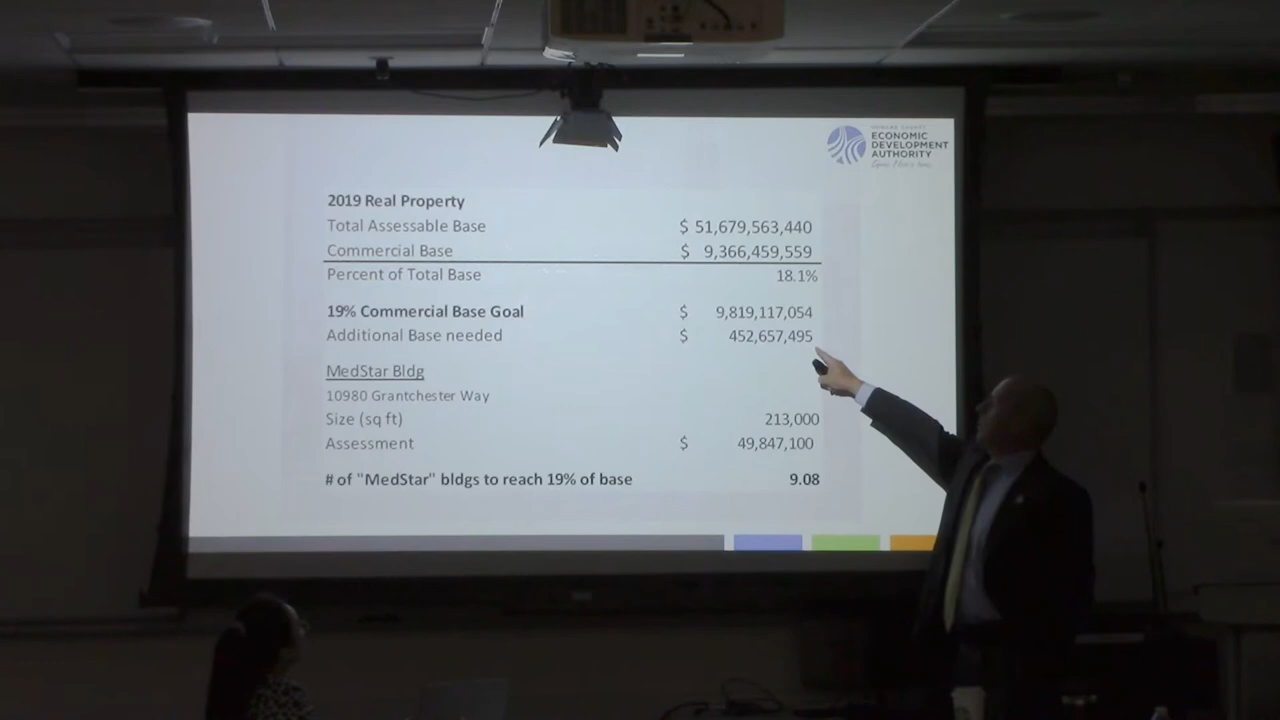 HOWARD COUNTY
ECONOMIC
DEVELOPMENT
AUTHORITY
2019 Real Property
Total Assessable Base $ 51,679,563,440
Commercial Base $ 9,366,459,559
Percent of Total Base 18.1%
19% Commercial Base Goal $ 9,819,117,054
Additional Base needed $ 452,657,495
MedStar Bldg
10980 Grantchester Way
Size (sq ft) 213,000
Assessment $ 49,847,100
# of "MedStar" bldgs to reach 19% of base 9.08